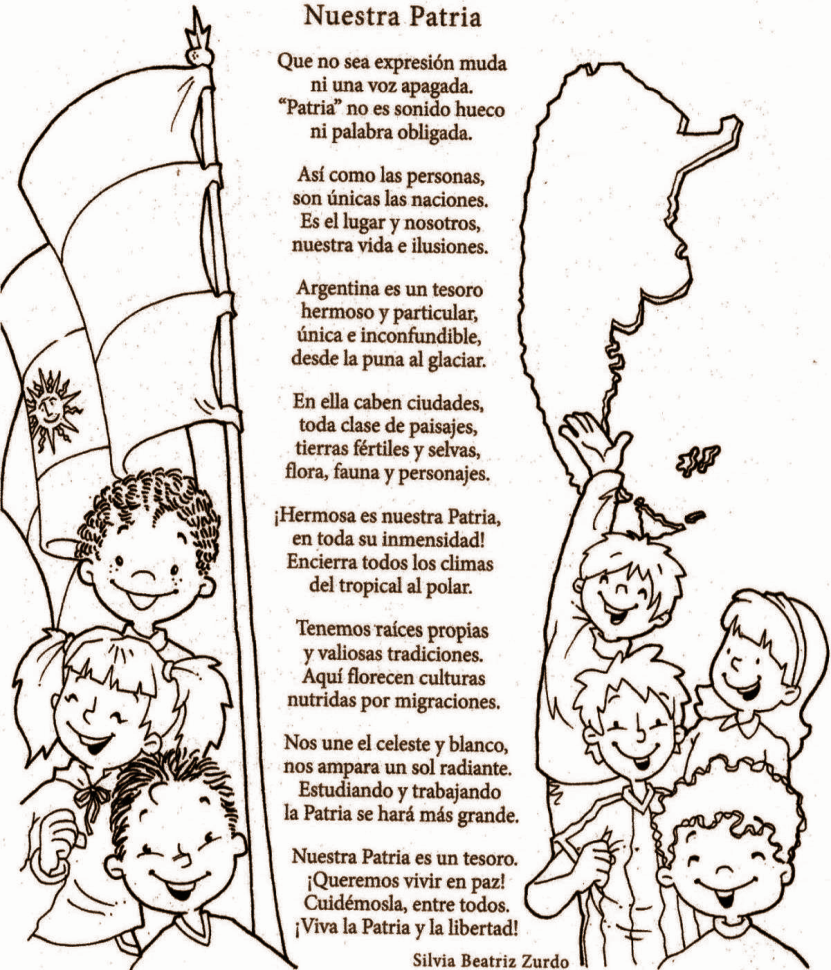 Nuestra Patria
Que no sea expresión muda
ni una voz apagada.
“Patria” no es sonido hueco
ni palabra obligada.
Así como las personas,
son únicas las naciones.
Es el lugar y nosotros,
nuestra vida e ilusiones.
Argentina es un tesoro
hermoso y particular,
única e inconfundible,
desde la puna al glaciar.
En ella caben ciudades,
toda clase de paisajes,
tierras fértiles y selvas,
flora, fauna y personajes.
¡Hermosa es nuestra Patria,
en toda su inmensidad!
Encierra todos los climas
del tropical al polar.
Tenemos raíces propias
y valiosas tradiciones.
Aquí florecen culturas
nutridas por migraciones.
Nos une el celeste y blanco,
nos ampara un sol radiante.
Estudiando y trabajando
la Patria se hará más grande.
Nuestra Patria es un tesoro.
¡Queremos vivir en paz!
Cuidémosla, entre todos.
¡Viva la Patria y la libertad!
Silvia Beatriz Zurdo